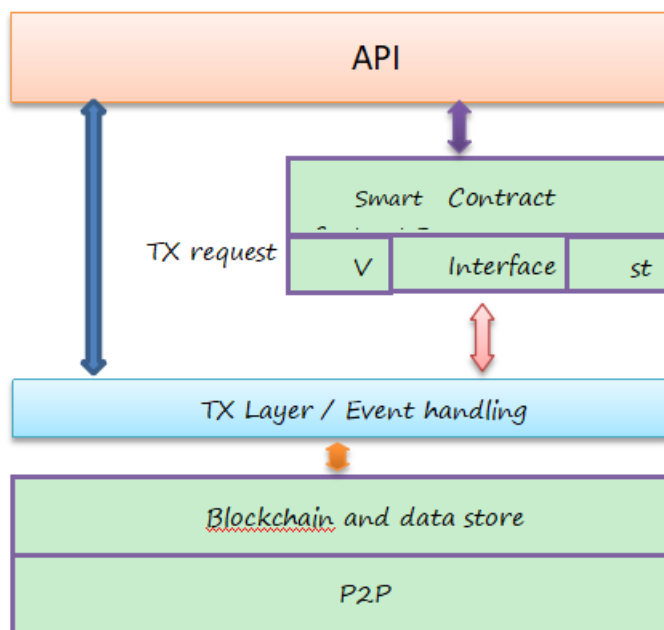 API
Smart Contract
TX request
V Interface st
TX Layer / Event handling
Blockchain and data store
P2P